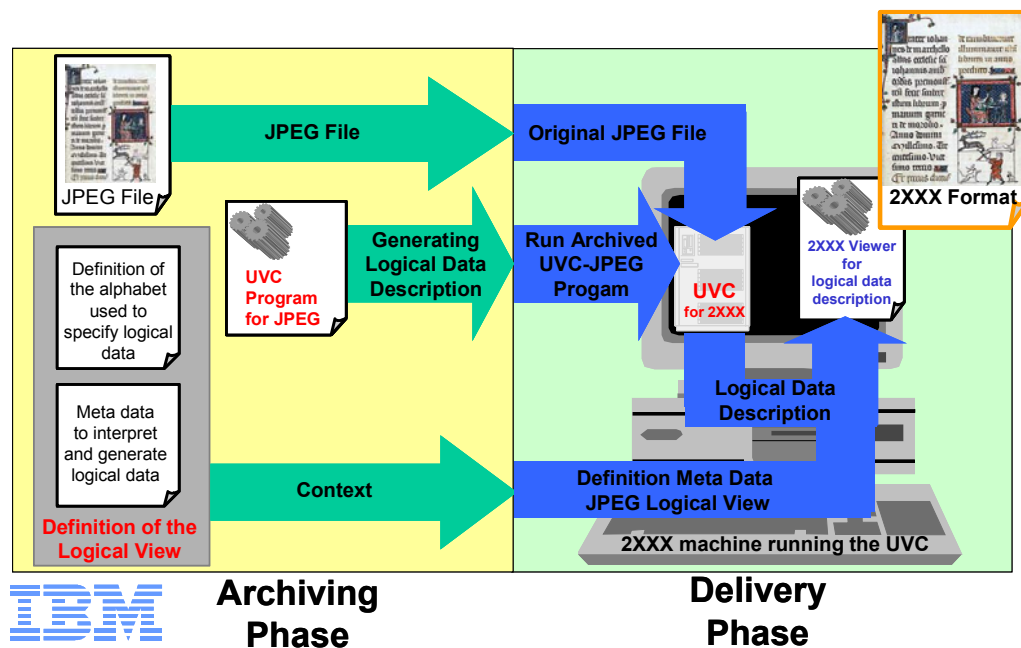 JPEG File
JPEG File
Original JPEG File
2XXX Format
UVC
Program
for JPEG
Generating
Logical Data
Description
Run Archived
UVC-JPEG
Progam
UVC
for 2XXX
2XXX Viewer
for
logical data
description
Definition of
the alphabet
used to
specify logical
data
Meta data
to interpret
and generate
logical data
Definition of the
Logical View
Context
Logical Data
Description
Definition Meta Data
JPEG Logical View
2XXX machine running the UVC
IBM
Archiving
Phase
Delivery
Phase